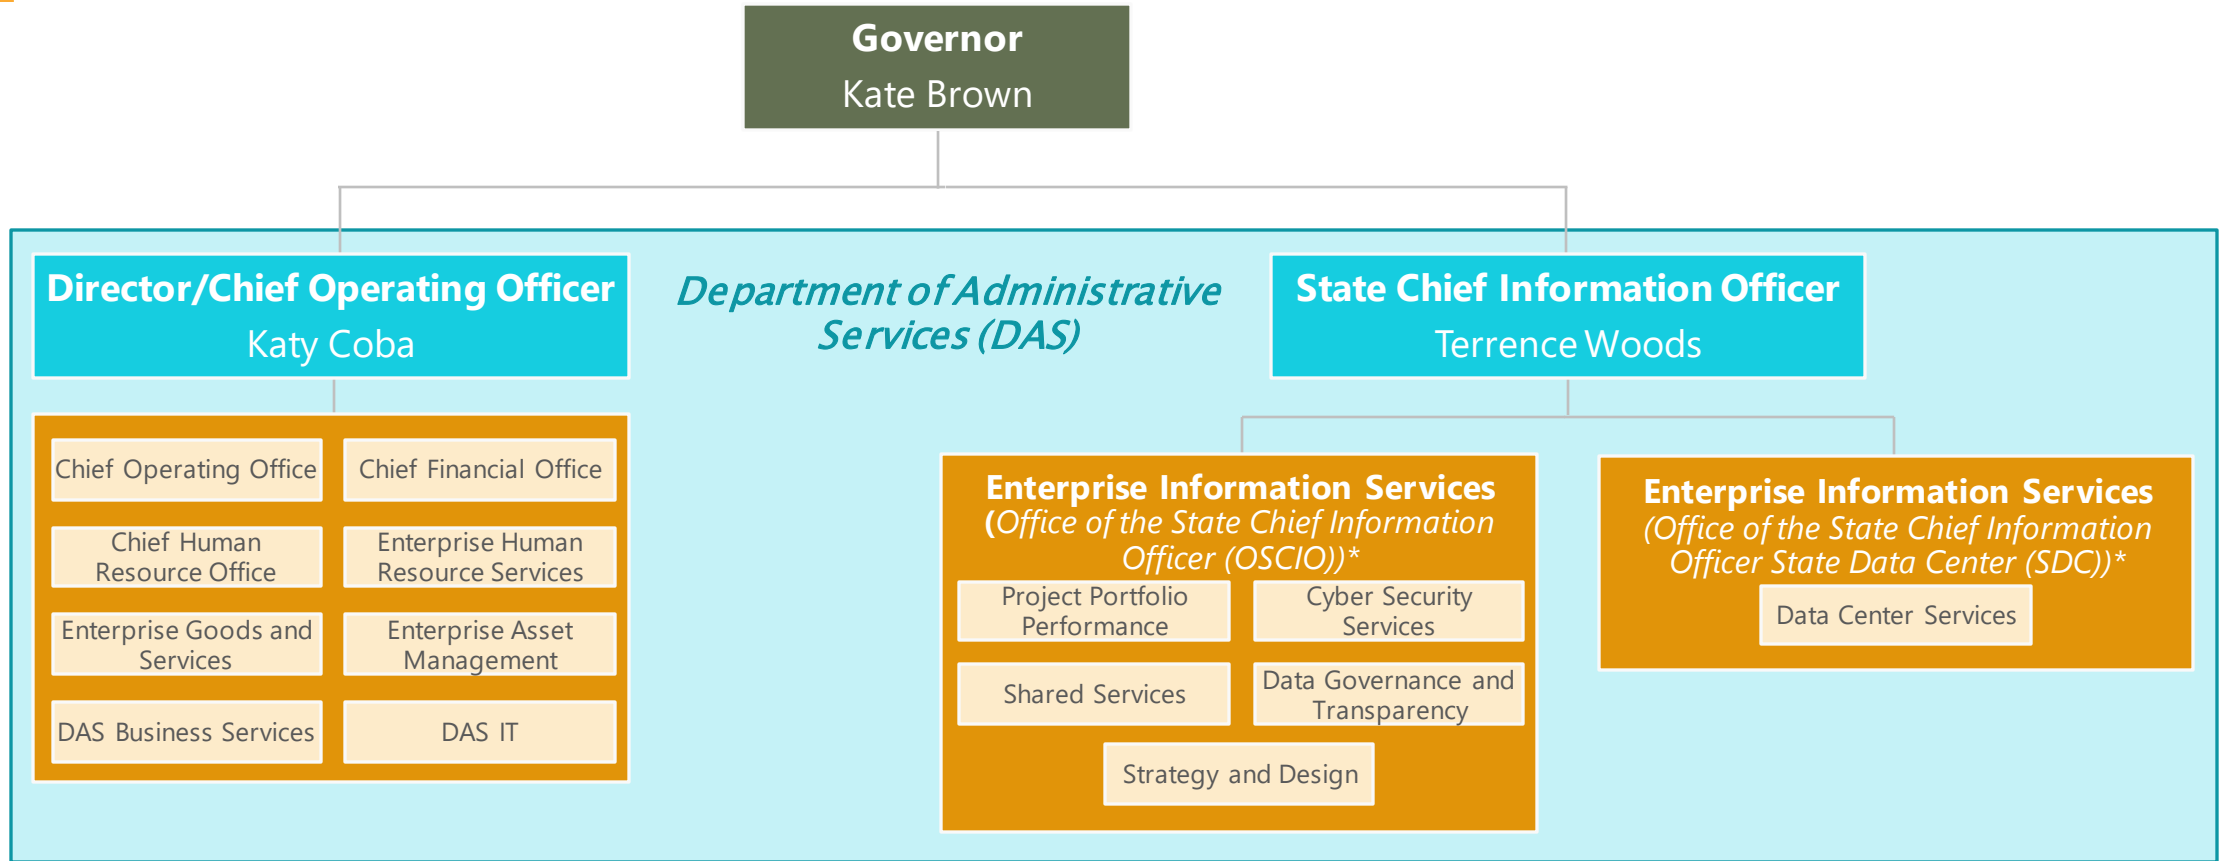 Governor
Kate Brown
Director/Chief Operating Officer
Katy Coba
Department of Administrative
Services (DAS)
State Chief Information Officer
Terrence Woods
Chief Operating Office
Chief Financial Office
Chief Human
Resource Office
Enterprise Human
Resource Services
Enterprise Goods and
Services
Enterprise Asset
Management
DAS Business Services
DAS IT
Enterprise Information Services
(Office of the State Chief Information
Officer (OSCIO))*
Project Portfolio
Performance
Cyber Security
Services
Shared Services
Data Governance and
Transparency
Strategy and Design
Enterprise Information Services
(Office of the State Chief Information
Officer State Data Center (SDC))*
Data Center Services